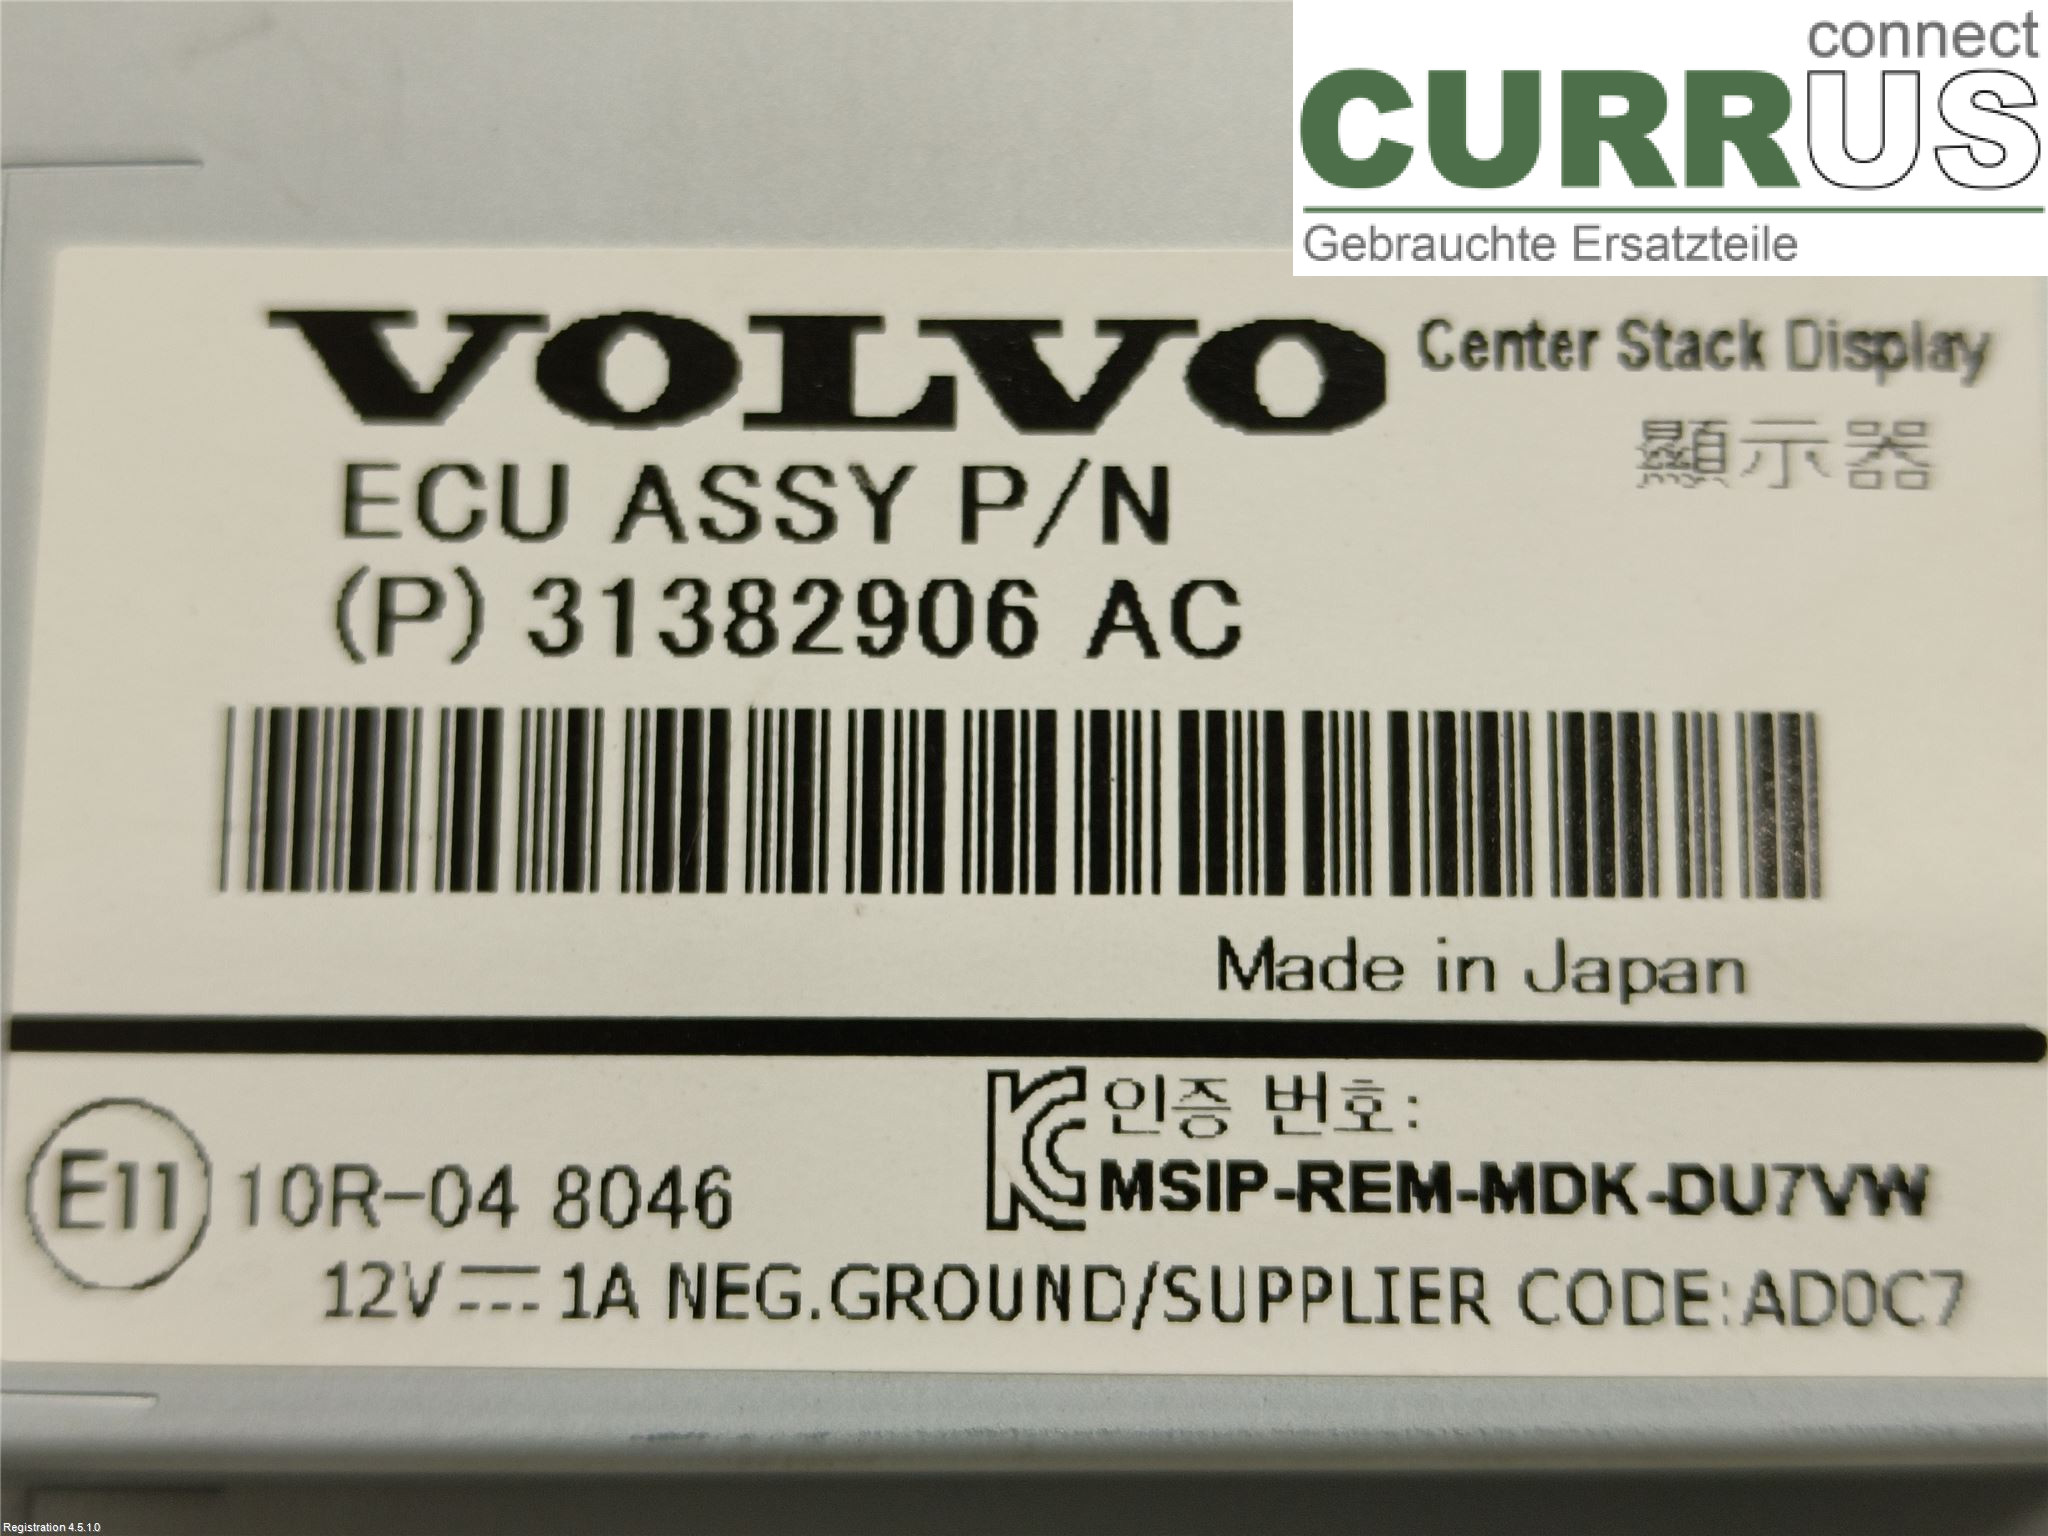 connect
CURRUS
Gebrauchte Ersatzteile
VOLVO
Center Stack Display
顯示器
ECU ASSY P/N
(P) 31382906 AC
Made in Japan
E11 10R-04 8046
KC 인증 번호:
MSIP-REM-MDK-DU7VW
12V⎓1A NEG.GROUND/SUPPLIER CODE:AD0C7
Registration 4.5.1.0